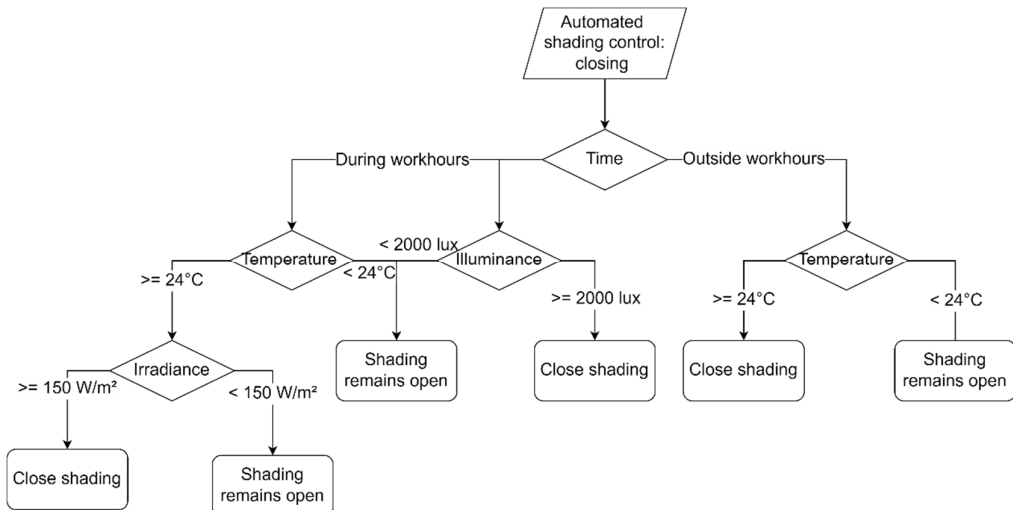 Automated
shading control:
closing
During workhours
Time
Outside workhours
Temperature
< 2000 lux
< 24°C
Illuminance
Temperature
>= 24°C
>= 2000 lux
>= 24°C
< 24°C
Shading
remains open
Close shading
Close shading
Shading
remains open
Irradiance
>= 150 W/m²
< 150 W/m²
Close shading
Shading
remains open